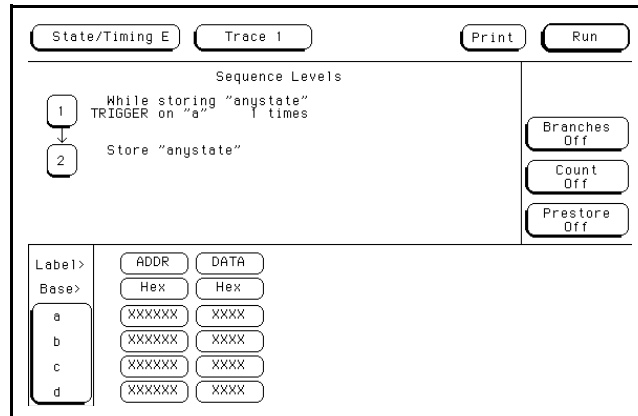 State/Timing E Trace 1 Print Run
Sequence Levels
1 While storing "anystate"
TRIGGER on "a" 1 times
2 Store "anystate"
Branches
Off
Count
Off
Prestore
Off
Label> ADDR DATA
Base> Hex Hex
a XXXXXX XXXX
b XXXXXX XXXX
c XXXXXX XXXX
d XXXXXX XXXX